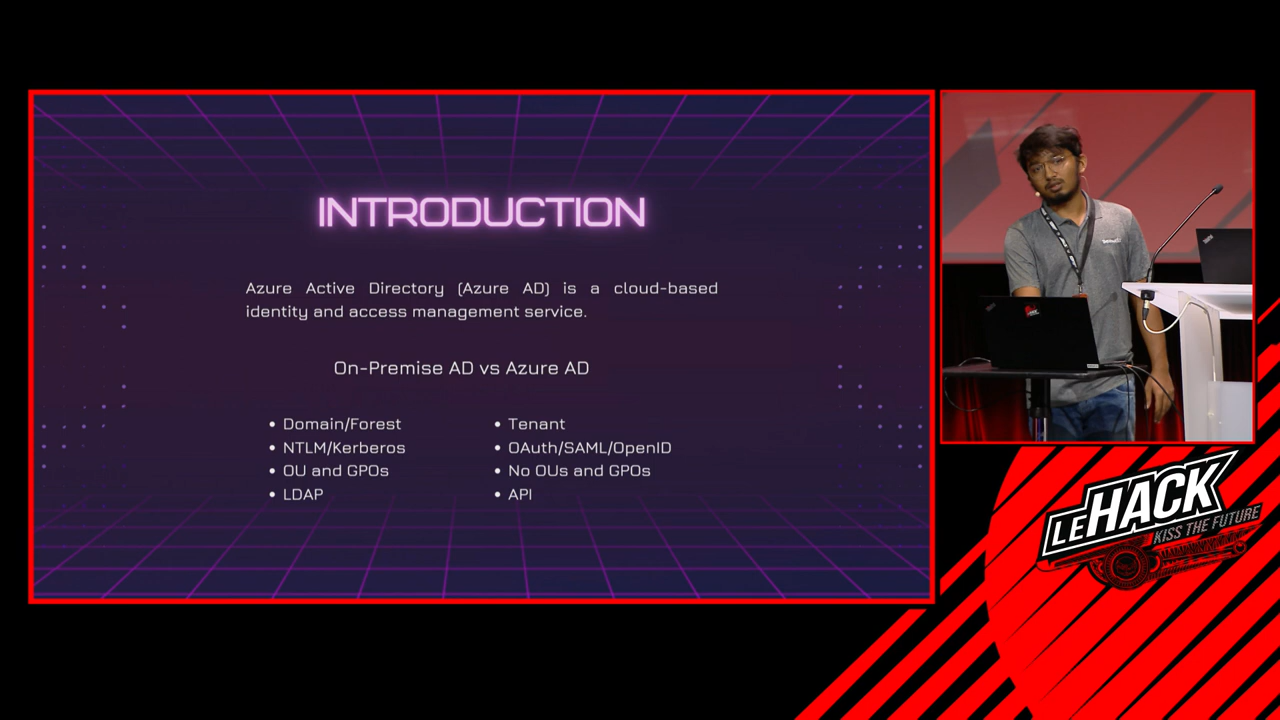 INTRODUCTION
Azure Active Directory (Azure AD) is a cloud-based
identity and access management service.
On-Premise AD vs Azure AD
• Domain/Forest
• NTLM/Kerberos
• OU and GPOs
• LDAP
• Tenant
• OAuth/SAML/OpenID
• No OUs and GPOs
• API
LEHACK
KISS THE FUTURE